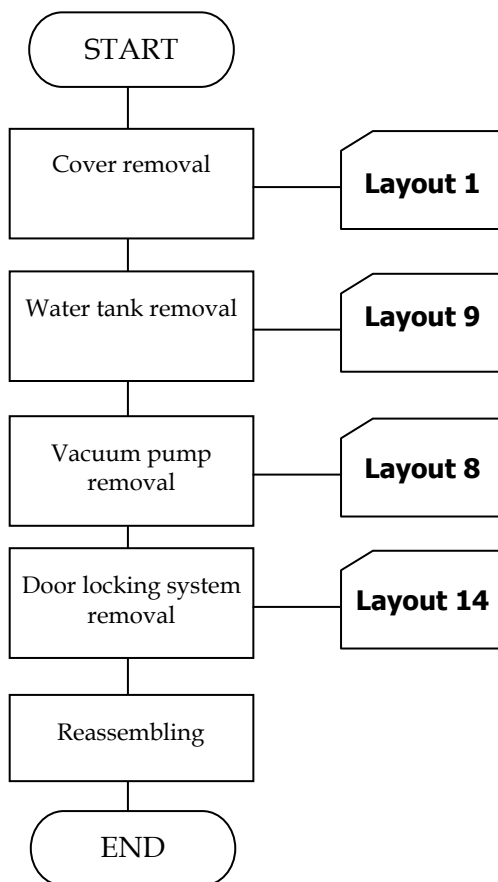 START
Cover removal
Layout 1
Water tank removal
Layout 9
Vacuum pump
removal
Layout 8
Door locking system
removal
Layout 14
Reassembling
END